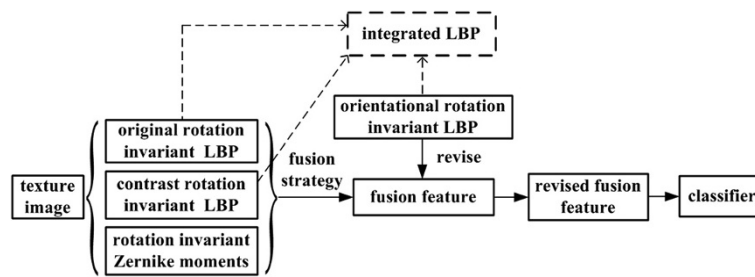 integrated LBP
orientational rotation
invariant LBP
original rotation
invariant LBP
fusion
strategy
revise
texture
image
contrast rotation
invariant LBP
fusion feature
revised fusion
feature
classifier
rotation invariant
Zernike moments